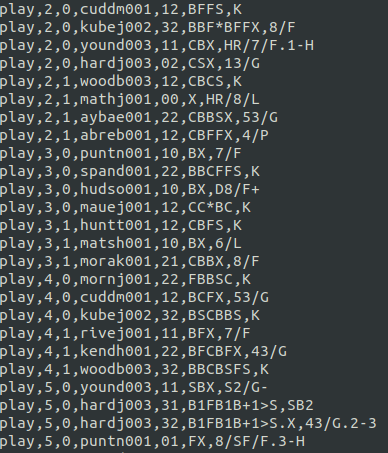 play,2,0,cuddm001,12,BFFS,K
play,2,0,kubej002,32,BBF*BFFX,8/F
play,2,0,yound003,11,CBX,HR/7/F.1-H
play,2,0,hardj003,02,CSX,13/G
play,2,1,woodb003,12,CBCS,K
play,2,1,mathj001,00,X,HR/8/L
play,2,1,aybae001,22,CBBSX,53/G
play,2,1,abreb001,12,CBFFX,4/P
play,3,0,puntn001,10,BX,7/F
play,3,0,spand001,22,BBCFFS,K
play,3,0,hudso001,10,BX,D8/F+
play,3,0,mauej001,12,CC*BC,K
play,3,1,huntt001,12,CBFS,K
play,3,1,matsh001,10,BX,6/L
play,3,1,morak001,21,CBBX,8/F
play,4,0,mornj001,22,FBBSC,K
play,4,0,cuddm001,12,BCFX,53/G
play,4,0,kubej002,32,BSCBBS,K
play,4,1,rivej001,11,BFX,7/F
play,4,1,kendh001,22,BFCBFX,43/G
play,4,1,woodb003,32,BBCBSFS,K
play,5,0,yound003,11,SBX,S2/G-
play,5,0,hardj003,31,B1FB1B+1>S,SB2
play,5,0,hardj003,32,B1FB1B+1>S.X,43/G.2-3
play,5,0,puntn001,01,FX,8/SF/F.3-H